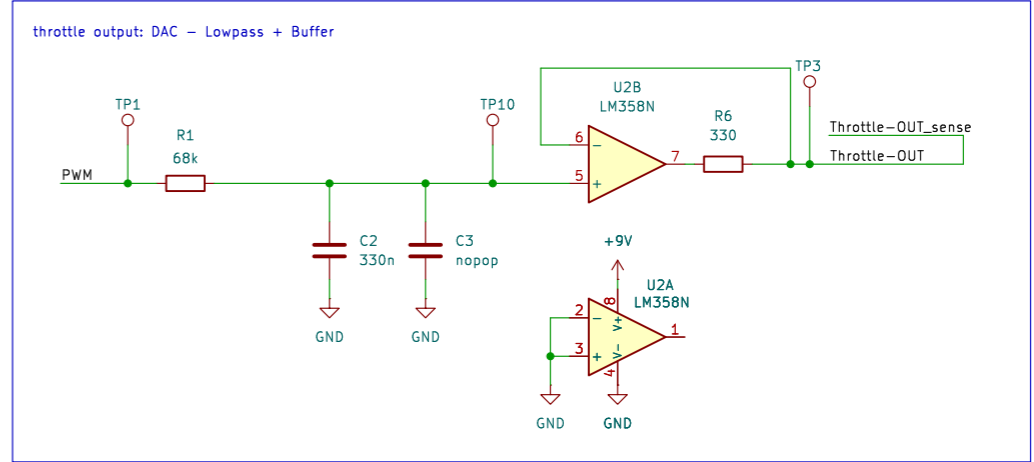 throttle output: DAC – Lowpass + Buffer
TP1
R1
68k
PWM
TP10
U2B
LM358N
6
5
7
–
+
R6
330
TP3
Throttle-OUT_sense
Throttle-OUT
C2
330n
C3
nopop
GND
GND
+9V
U2A
LM358N
8
V+
2
–
3
+
1
V-
4
GND
GND